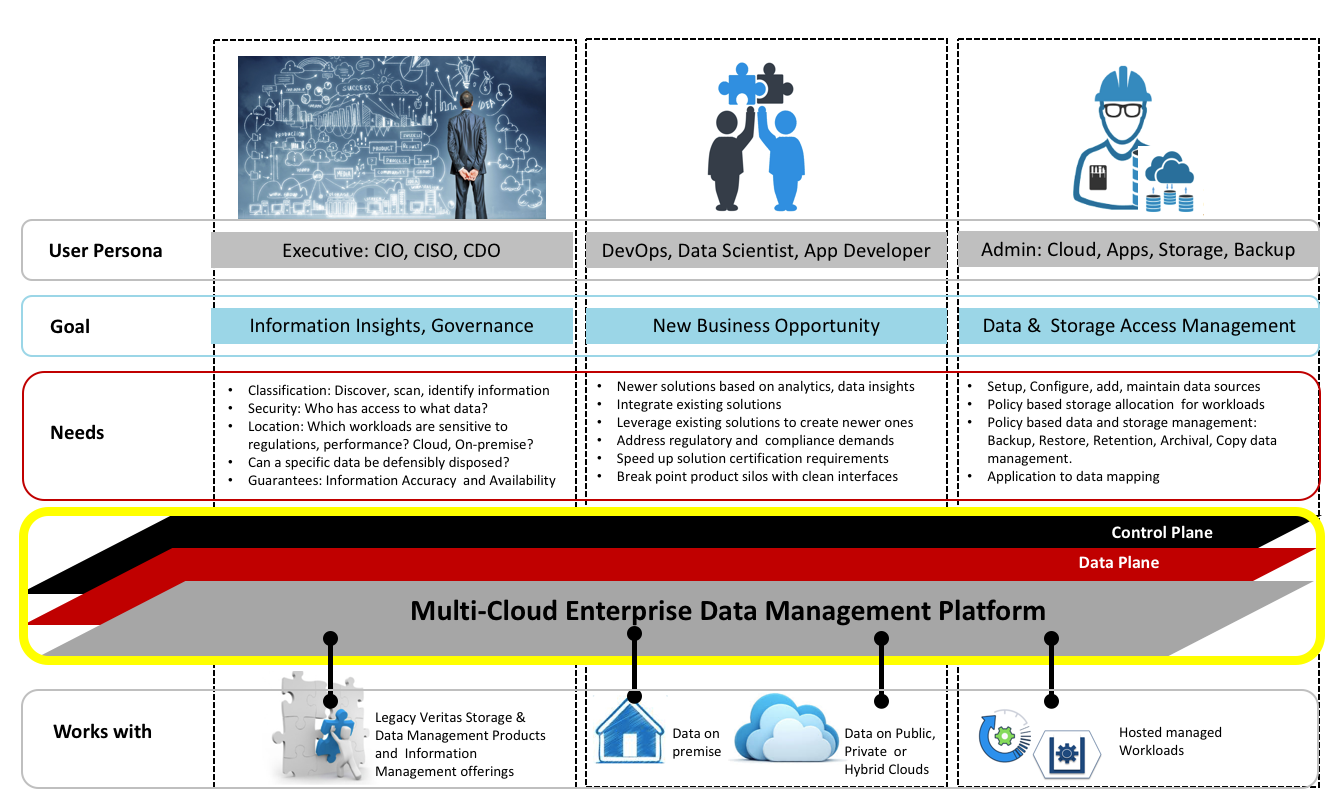 SUCCESS
IDEA
PRODUCT
PROCESS
TEAM
User Persona
Executive: CIO, CISO, CDO
DevOps, Data Scientist, App Developer
Admin: Cloud, Apps, Storage, Backup
Goal
Information Insights, Governance
New Business Opportunity
Data & Storage Access Management
Needs
• Classification: Discover, scan, identify information
• Security: Who has access to what data?
• Location: Which workloads are sensitive to
regulations, performance? Cloud, On-premise?
• Can a specific data be defensibly disposed?
• Guarantees: Information Accuracy and Availability
• Newer solutions based on analytics, data insights
• Integrate existing solutions
• Leverage existing solutions to create newer ones
• Address regulatory and compliance demands
• Speed up solution certification requirements
• Break point product silos with clean interfaces
• Setup, Configure, add, maintain data sources
• Policy based storage allocation for workloads
• Policy based data and storage management:
Backup, Restore, Retention, Archival, Copy data
management.
• Application to data mapping
Control Plane
Data Plane
Multi-Cloud Enterprise Data Management Platform
Works with
Legacy Veritas Storage &
Data Management Products
and Information
Management offerings
Data on
premise
Data on Public,
Private or
Hybrid Clouds
Hosted managed
Workloads